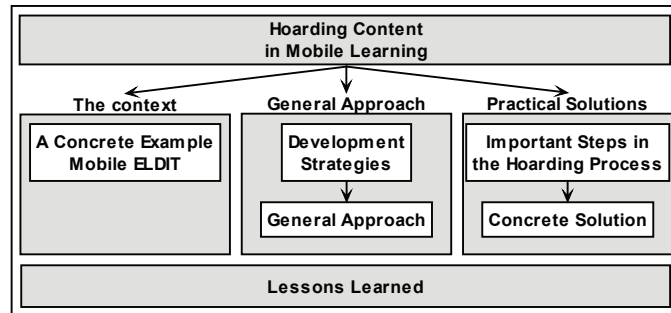 Hoarding Content
in Mobile Learning
The context
A Concrete Example
Mobile ELDIT
General Approach
Development
Strategies
General Approach
Practical Solutions
Important Steps in
the Hoarding Process
Concrete Solution
Lessons Learned